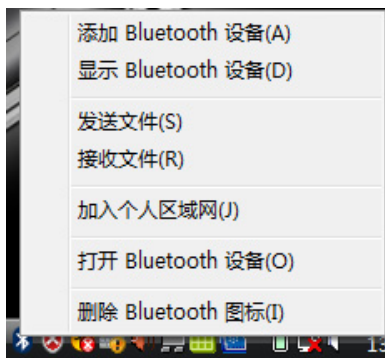 添加 Bluetooth 设备(A)
显示 Bluetooth 设备(D)
发送文件(S)
接收文件(R)
加入个人区域网(J)
打开 Bluetooth 设备(O)
删除 Bluetooth 图标(I)